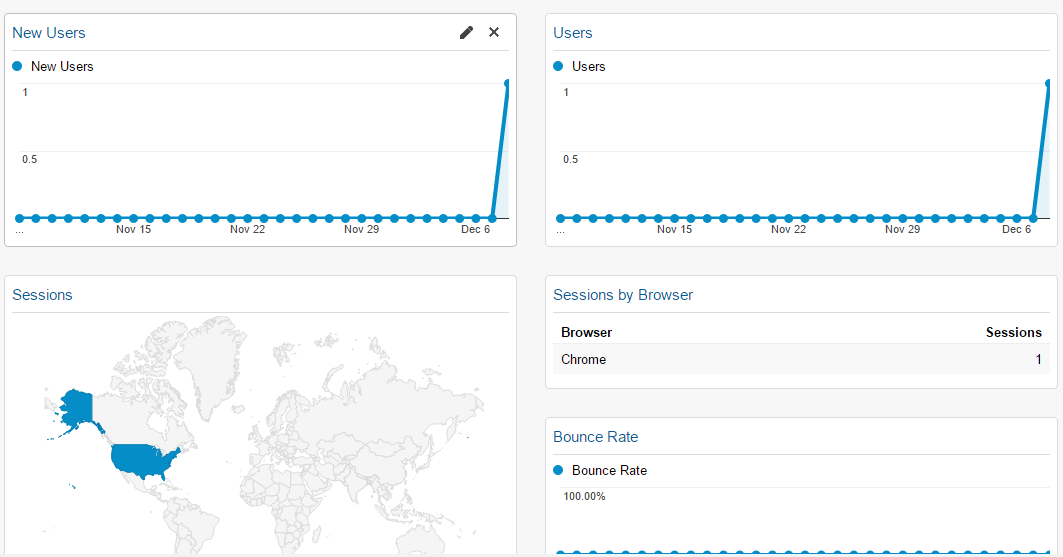 New Users
New Users
1
0.5
... Nov 15 Nov 22 Nov 29 Dec 6
Users
Users
1
0.5
... Nov 15 Nov 22 Nov 29 Dec 6
Sessions
Sessions by Browser
Browser Sessions
Chrome 1
Bounce Rate
Bounce Rate
100.00%